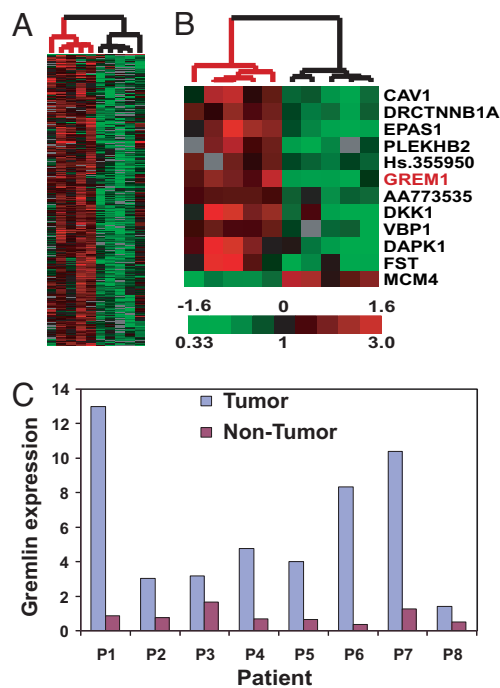 A
B
CAV1
DRCTNNB1A
EPAS1
PLEKHB2
Hs.355950
GREM1
AA773535
DKK1
VBP1
DAPK1
FST
MCM4
-1.6 0 1.6
0.33 1 3.0
C
Tumor
Non-Tumor
Gremlin expression
14
12
10
8
6
4
2
0
P1 P2 P3 P4 P5 P6 P7 P8
Patient